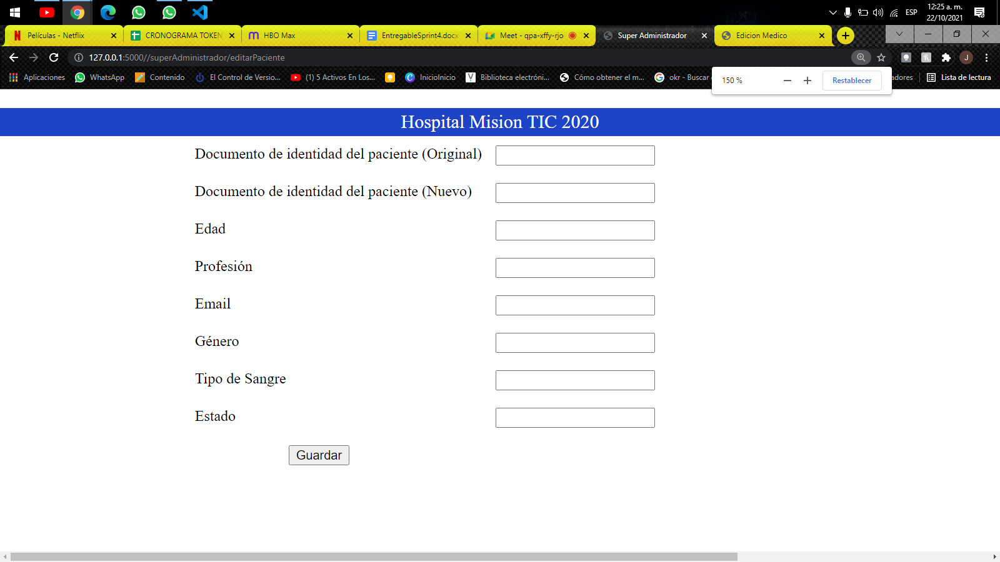 12:25 a. m.
ESP
22/10/2021
Películas - Netflix
CRONOGRAMA TOKEN
HBO Max
EntregableSprint4.docx
Meet - qpa-xffy-rjo
Super Administrador
Edicion Medico
127.0.0.1:5000//superAdministrador/editarPaciente
J
Aplicaciones
WhatsApp
Contenido
El Control de Versio...
(1) 5 Activos En Los...
InicioInicio
Biblioteca electróni...
Cómo obtener el m...
okr - Buscar
adores
Lista de lectura
150 %
Restablecer
Hospital Mision TIC 2020
Documento de identidad del paciente (Original)
Documento de identidad del paciente (Nuevo)
Edad
Profesión
Email
Género
Tipo de Sangre
Estado
Guardar